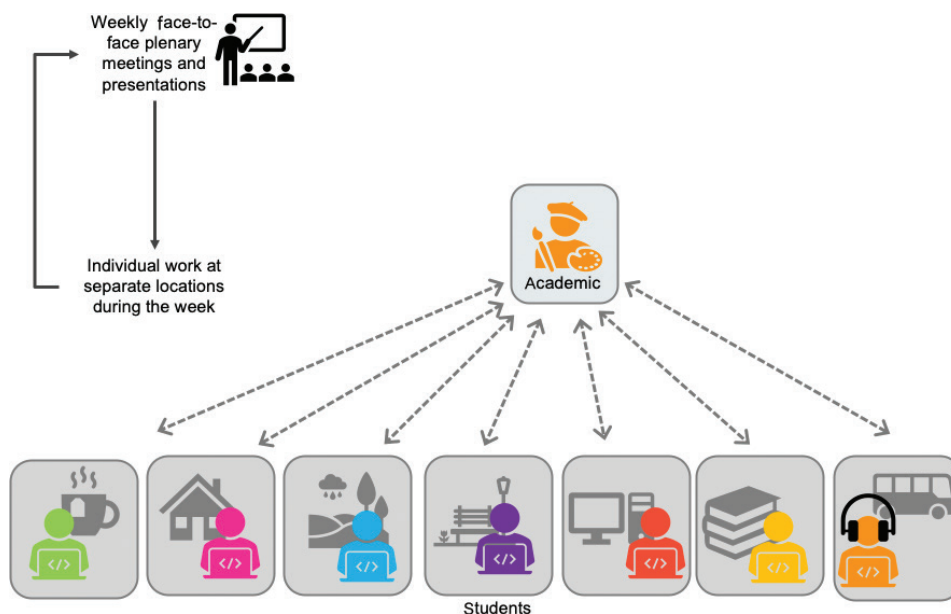 Weekly face-to-
face plenary
meetings and
presentations
Individual work at
separate locations
during the week
Academic
</>
</>
</>
</>
</>
</>
</>
Students